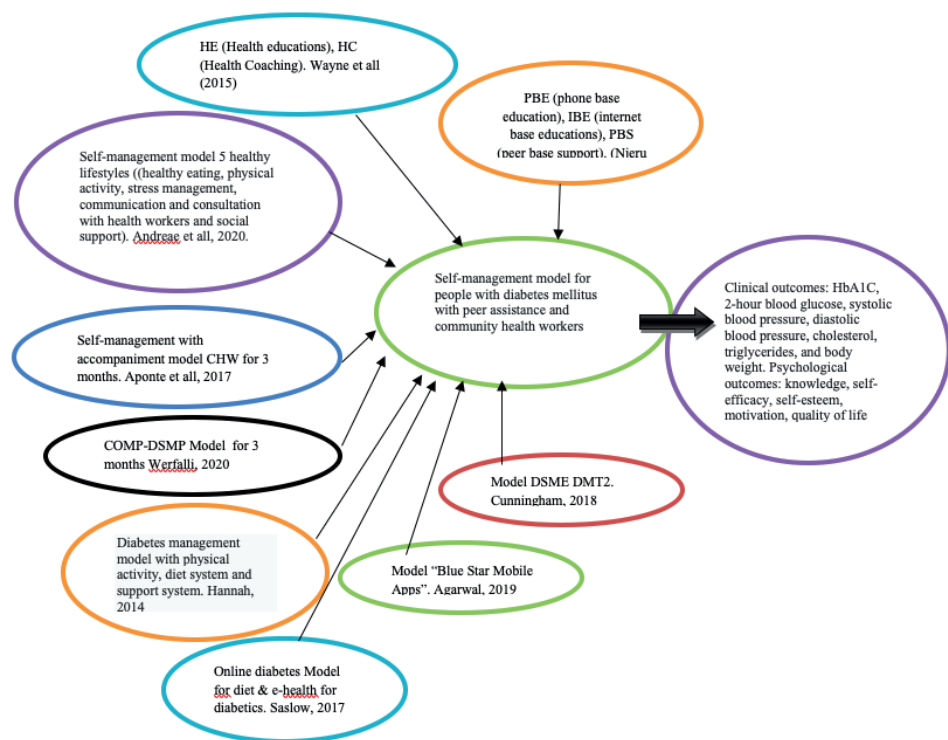 HE (Health educations), HC
(Health Coaching). Wayne et all
(2015)
PBE (phone base
education), IBE (internet
base educations), PBS
(peer base support). (Nieru
Self-management model 5 healthy
lifestyles ((healthy eating, physical
activity, stress management,
communication and consultation
with health workers and social
support). Andreae et all, 2020.
Self-management model for
people with diabetes mellitus
with peer assistance and
community health workers
Clinical outcomes: HbA1C,
2-hour blood glucose, systolic
blood pressure, diastolic
blood pressure, cholesterol,
triglycerides, and body
weight. Psychological
outcomes: knowledge, self-
efficacy, self-esteem,
motivation, quality of life
Self-management with
accompaniment model CHW for 3
months. Aponte et all, 2017
COMP-DSMP Model for 3
months Werfalli, 2020
Model DSME DMT2.
Cunningham, 2018
Diabetes management
model with physical
activity, diet system and
support system. Hannah,
2014
Model “Blue Star Mobile
Apps”. Agarwal, 2019
Online diabetes Model
for diet & e-health for
diabetics. Saslow, 2017